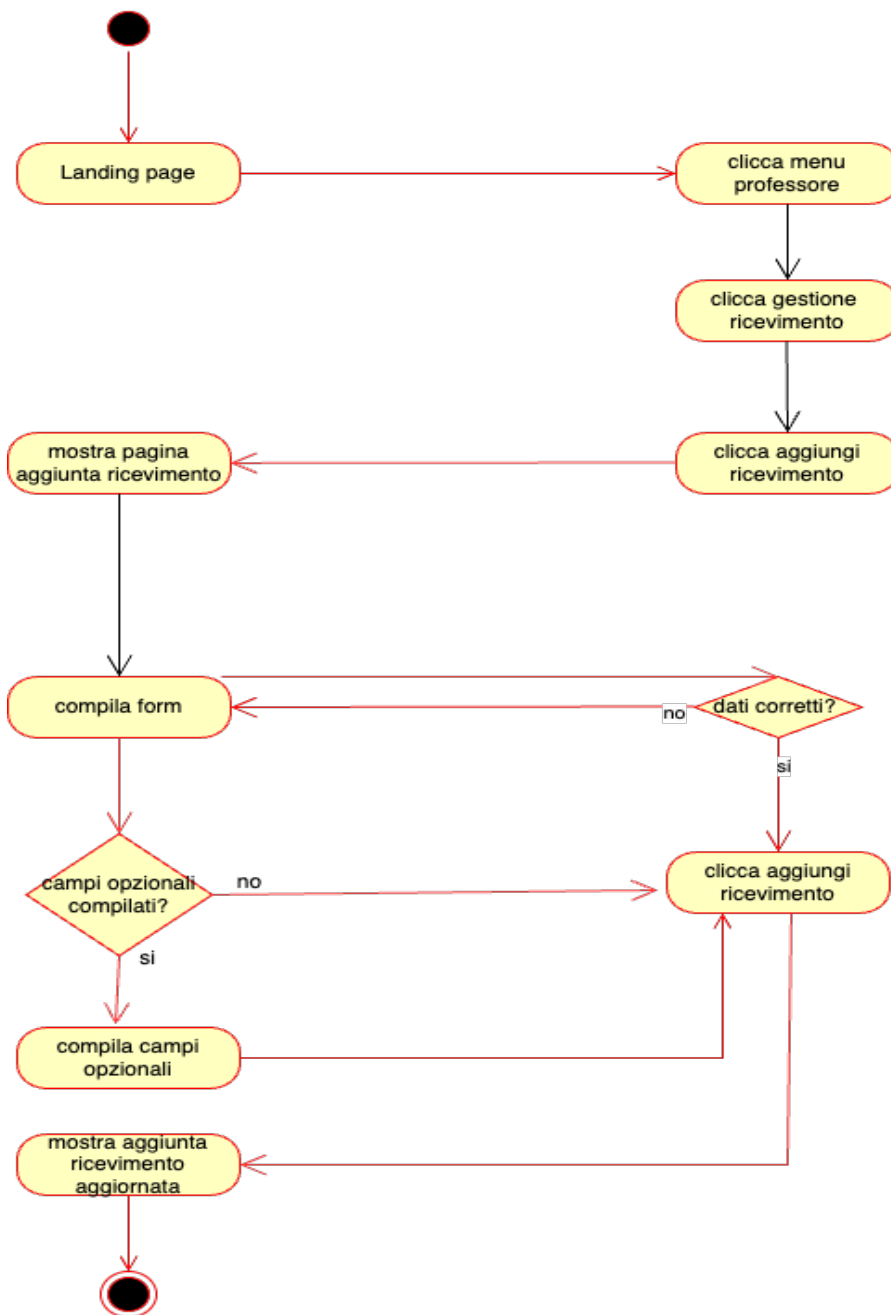 Landing page
clicca menu
professore
clicca gestione
ricevimento
mostra pagina
aggiunta ricevimento
clicca aggiungi
ricevimento
compila form
no
dati corretti?
si
campi opzionali
compilati?
no
clicca aggiungi
ricevimento
si
compila campi
opzionali
mostra aggiunta
ricevimento
aggiornata